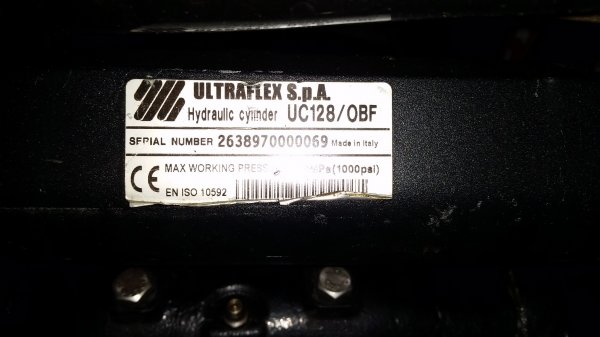 ULTRAFLEX S.p.A.
Hydraulic cylinder UC128/OBF
SERIAL NUMBER 2638970000069 Made in Italy
CE MAX WORKING PRESS (1000psi)
EN ISO 10592